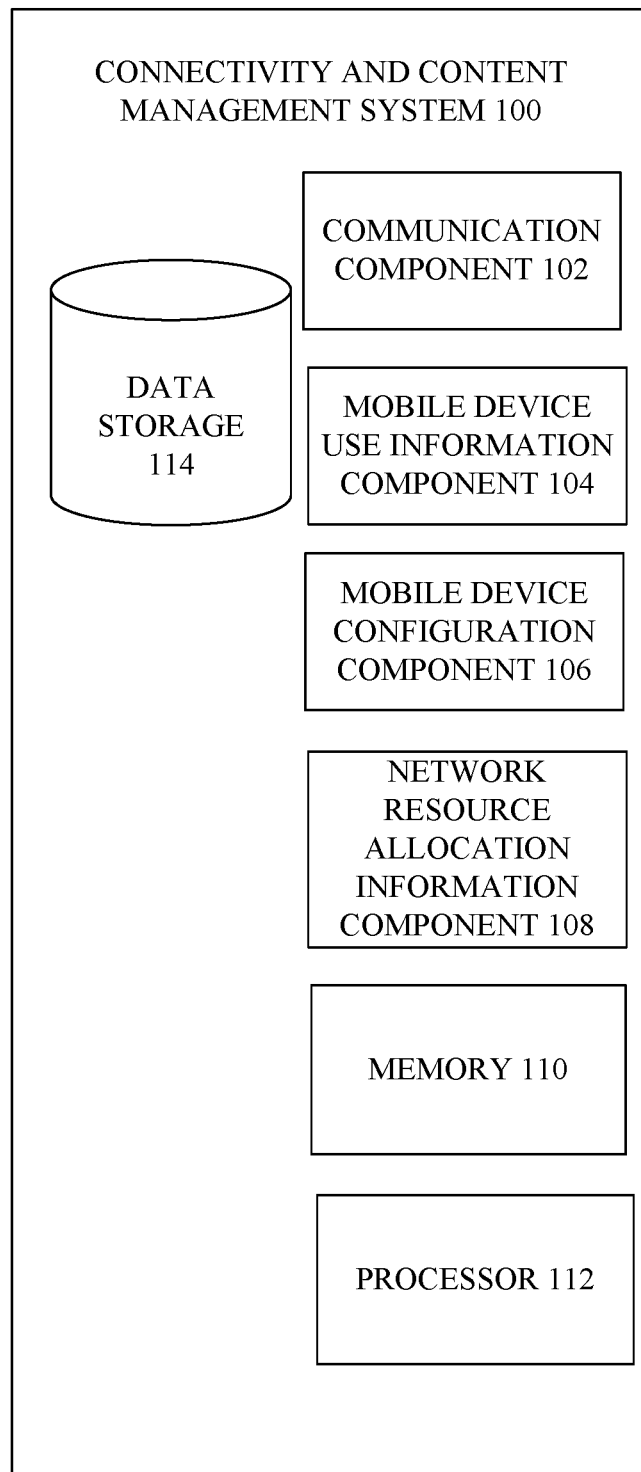 CONNECTIVITY AND CONTENT
MANAGEMENT SYSTEM 100
COMMUNICATION
COMPONENT 102
DATA
STORAGE
114
MOBILE DEVICE
USE INFORMATION
COMPONENT 104
MOBILE DEVICE
CONFIGURATION
COMPONENT 106
NETWORK
RESOURCE
ALLOCATION
INFORMATION
COMPONENT 108
MEMORY 110
PROCESSOR 112